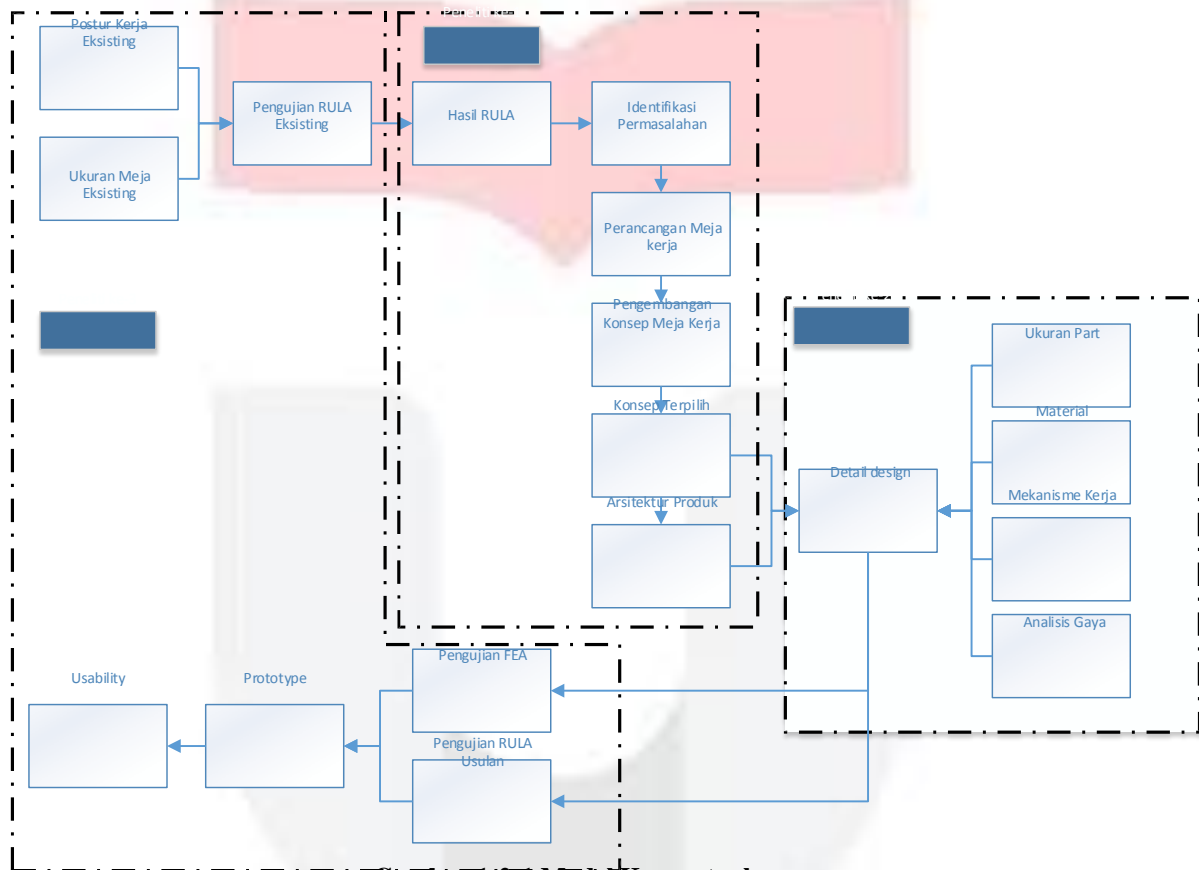 Postur Kerja
Eksisting
Ukuran Meja
Eksisting
Pengujian RULA
Eksisting
Hasil RULA
Identifikasi
Permasalahan
Perancangan Meja
kerja
Pengembangan
Konsep Meja Kerja
Konsep Terpilih
Arsitektur Produk
Detail design
Ukuran Part
Material
Mekanisme Kerja
Analisis Gaya
Pengujian FEA
Pengujian RULA
Usulan
Prototype
Usability